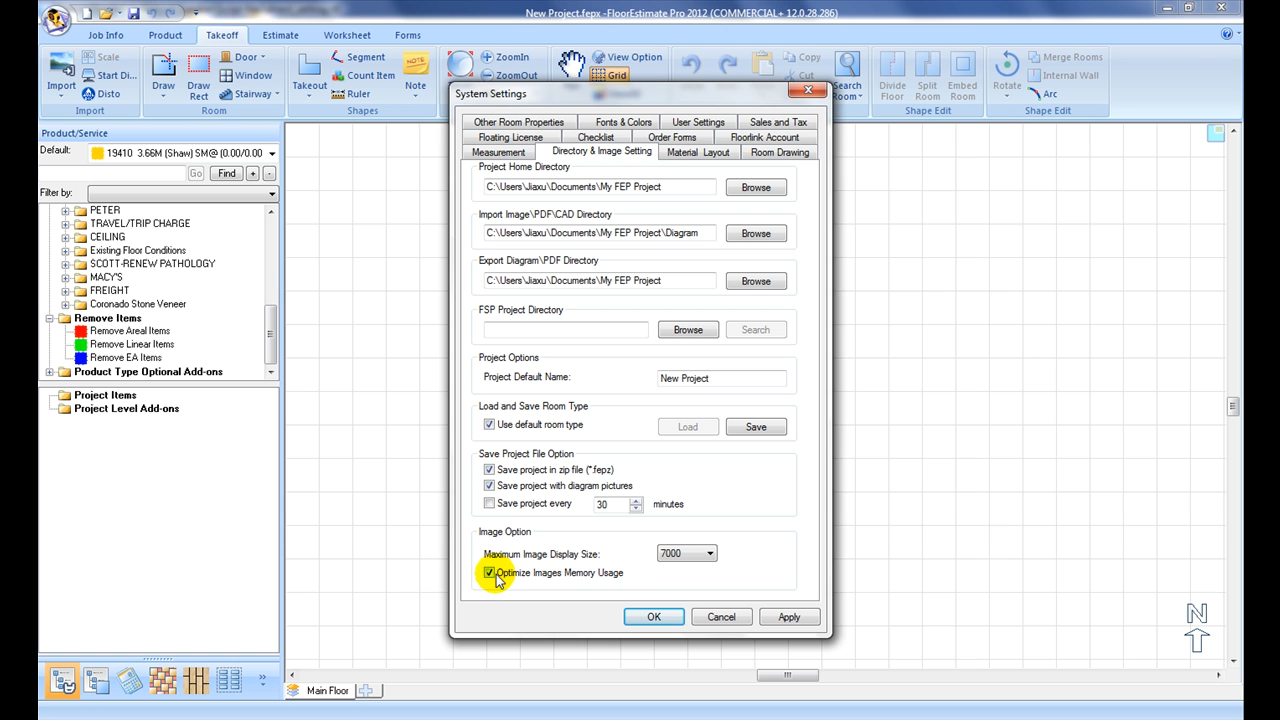 New Project.fepx -FloorEstimate Pro 2012 (COMMERCIAL+ 12.0.28.286)
Job Info
Product
Takeoff
Estimate
Worksheet
Forms
Import
Scale
Start Di...
Disto
Import
Draw
Draw Rect
Door
Window
Stairway
Room
Takeout
Segment
Count Item
Ruler
Note
NOTE
Shapes
ZoomIn
ZoomOut
View Option
Grid
Copy
Cut
Search Room
Divide Floor
Split Room
Embed Room
Shape Edit
Rotate
Merge Rooms
Internal Wall
Arc
Shape Edit
Product/Service
Default:
19410 3.66M (Shaw) SM@ (0.00/0.00
Go
Find
+
-
Filter by:
PETER
TRAVEL/TRIP CHARGE
CEILING
Existing Floor Conditions
SCOTT-RENEW PATHOLOGY
MACY'S
FREIGHT
Coronado Stone Veneer
Remove Items
Remove Areal Items
Remove Linear Items
Remove EA Items
Product Type Optional Add-ons
Project Items
Project Level Add-ons
System Settings
Other Room Properties
Fonts & Colors
User Settings
Sales and Tax
Floating License
Checklist
Order Forms
Floorlink Account
Measurement
Directory & Image Setting
Material Layout
Room Drawing
Project Home Directory
C:\Users\Jiaxu\Documents\My FEP Project
Browse
Import Image\PDF\CAD Directory
C:\Users\Jiaxu\Documents\My FEP Project\Diagram
Browse
Export Diagram\PDF Directory
C:\Users\Jiaxu\Documents\My FEP Project
Browse
FSP Project Directory
Browse
Search
Project Options
Project Default Name:
New Project
Load and Save Room Type
Use default room type
Load
Save
Save Project File Option
Save project in zip file (*.fepz)
Save project with diagram pictures
Save project every
30
minutes
Image Option
Maximum Image Display Size:
7000
Optimize Images Memory Usage
OK
Cancel
Apply
N
Main Floor